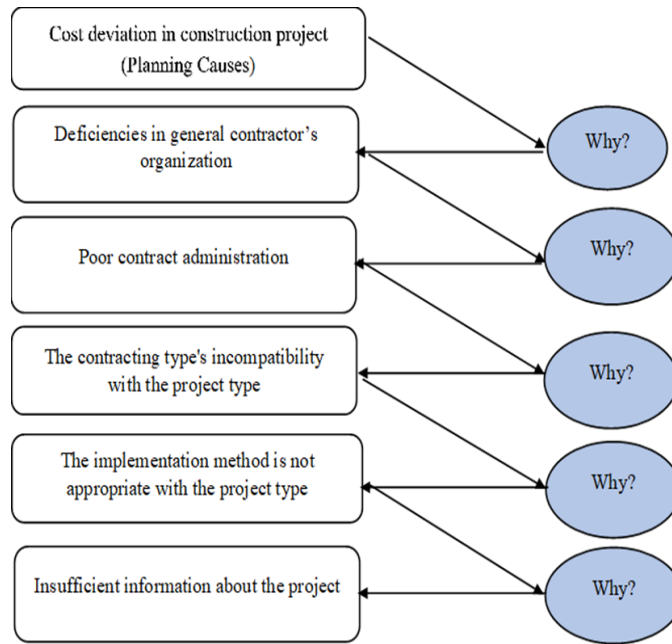 Cost deviation in construction project
(Planning Causes)
Why?
Deficiencies in general contractor’s
organization
Why?
Poor contract administration
Why?
The contracting type's incompatibility
with the project type
Why?
The implementation method is not
appropriate with the project type
Why?
Insufficient information about the project